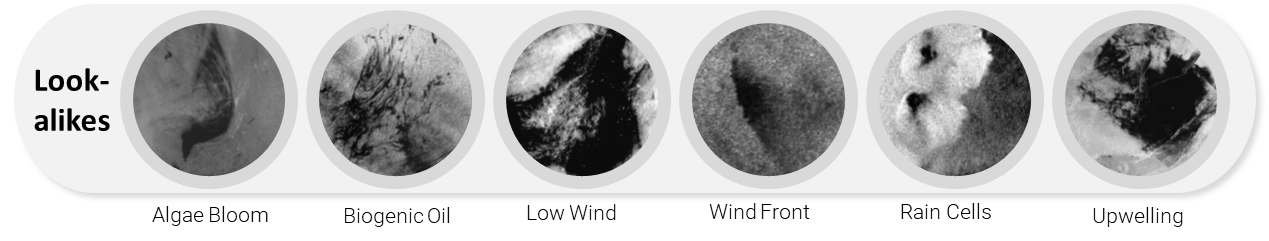 Look-
alikes
Algae Bloom
Biogenic Oil
Low Wind
Wind Front
Rain Cells
Upwelling